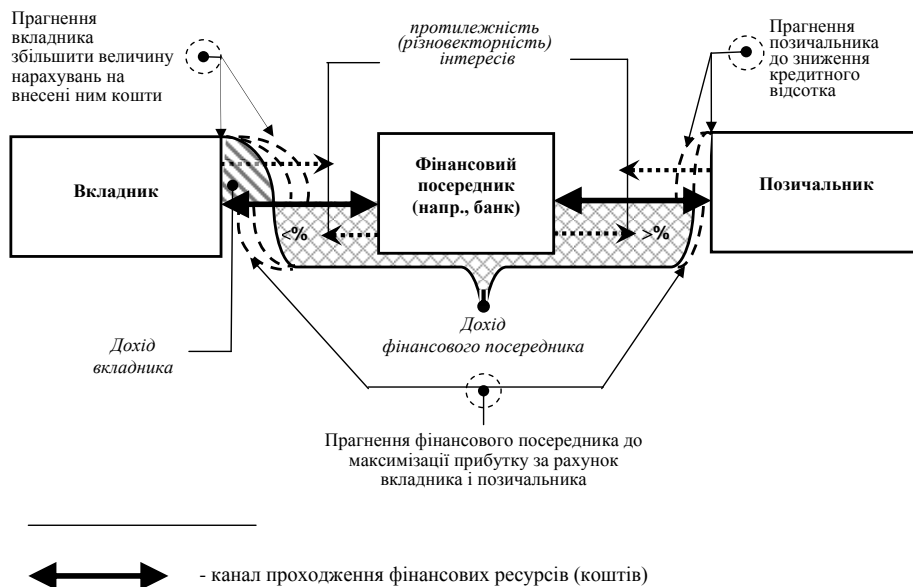 Прагнення
вкладника
збільшити величину
нарахувань на
внесені ним кошти
протилежність
(різновекторність)
інтересів
Прагнення
позичальника
до зниження
кредитного
відсотка
Вкладник
Фінансовий
посередник
(напр., банк)
Позичальник
<%
>%
Дохід
вкладника
Дохід
фінансового посередника
Прагнення фінансового посередника до
максимізації прибутку за рахунок
вкладника і позичальника
- канал проходження фінансових ресурсів (коштів)